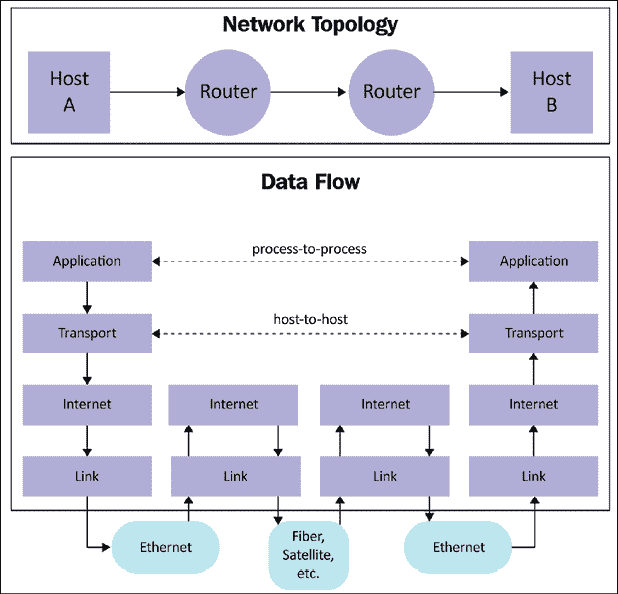 Network Topology
Host
A
Router
Router
Host
B
Data Flow
Application
process-to-process
Application
Transport
host-to-host
Transport
Internet
Internet
Internet
Internet
Link
Link
Link
Link
Ethernet
Fiber,
Satellite,
etc.
Ethernet